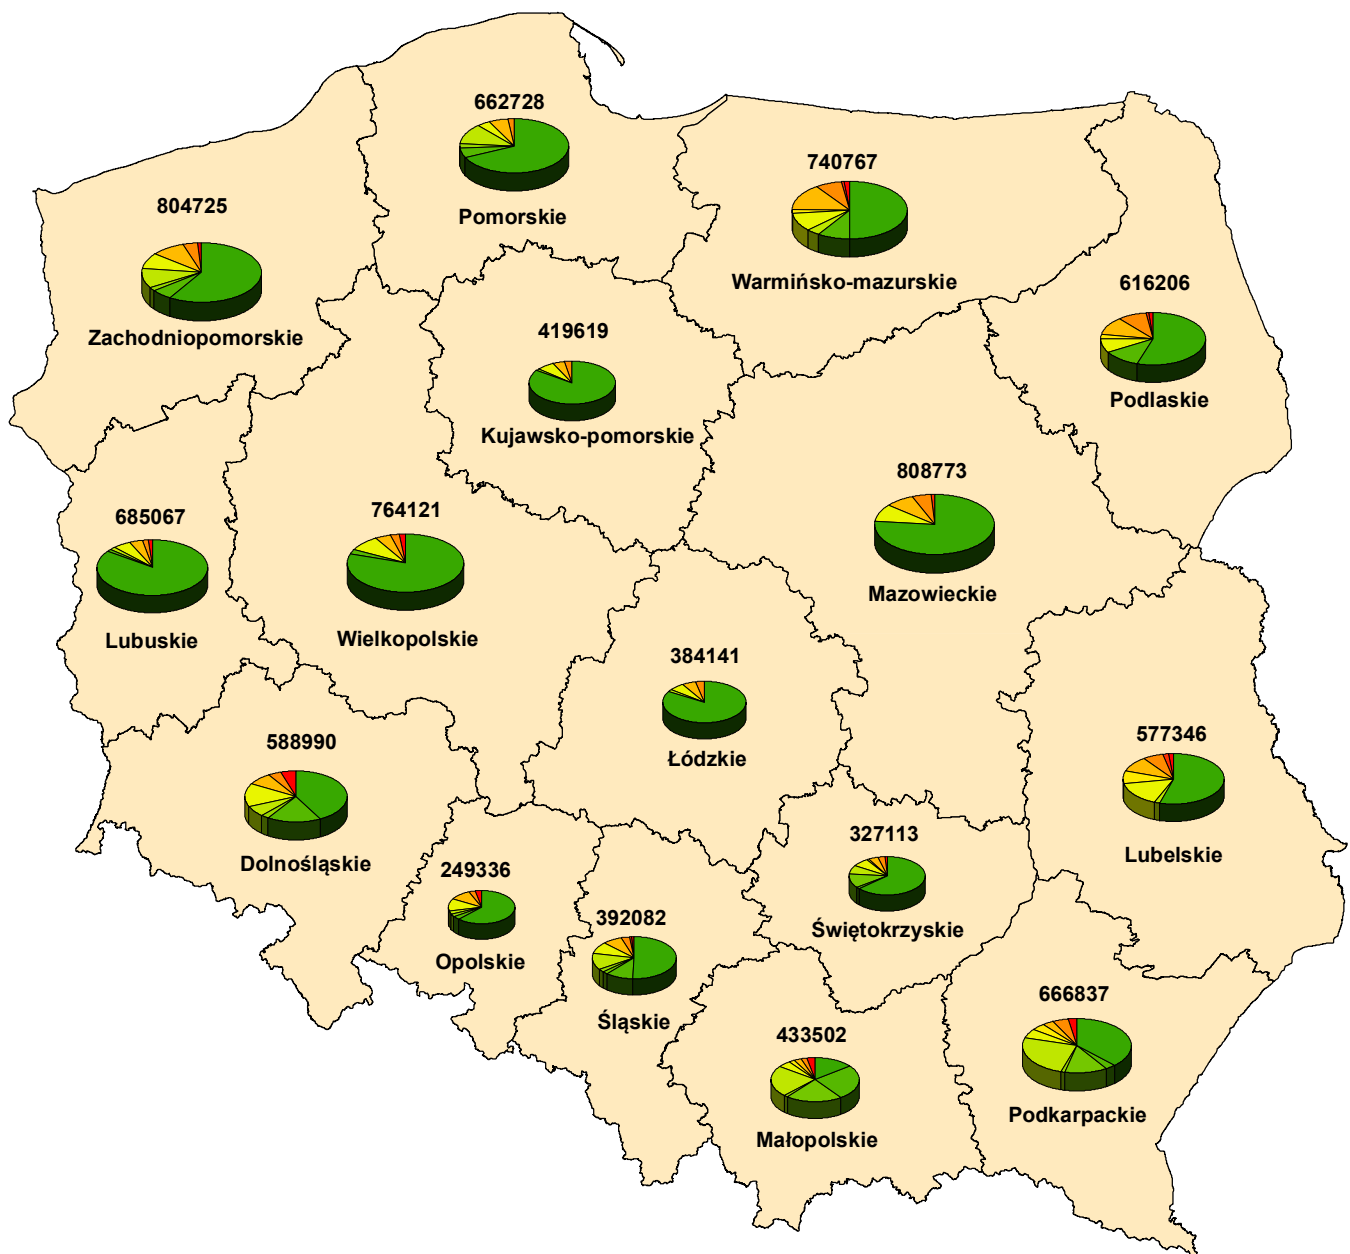 662728
Pomorskie
740767
Warmińsko-mazurskie
804725
Zachodniopomorskie
616206
Podlaskie
419619
Kujawsko-pomorskie
808773
Mazowieckie
685067
Lubuskie
764121
Wielkopolskie
384141
Łódzkie
577346
Lubelskie
588990
Dolnośląskie
327113
Świętokrzyskie
249336
Opolskie
392082
Śląskie
666837
Podkarpackie
433502
Małopolskie